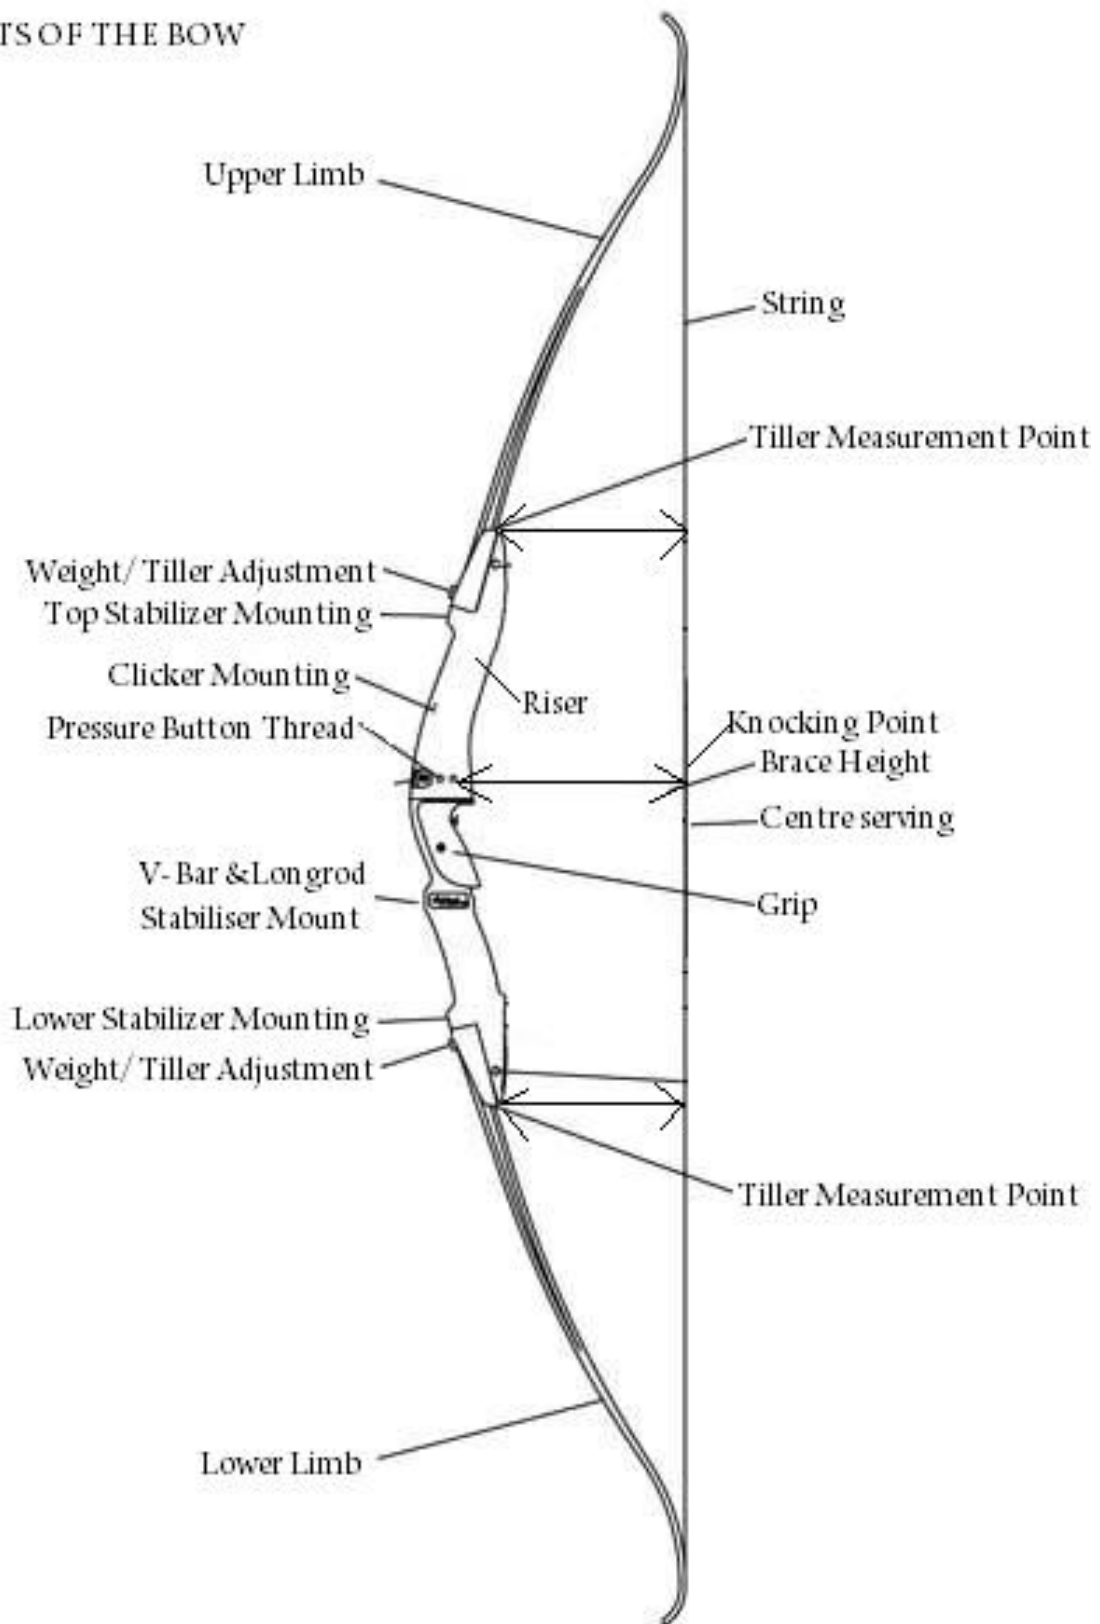 TS OF THE BOW
Upper Limb
String
Tiller Measurement Point
Weight/Tiller Adjustment
Top Stabilizer Mounting
Clicker Mounting
Riser
Pressure Button Thread
Knocking Point
Brace Height
Centre serving
V-Bar & Longrod
Stabiliser Mount
Grip
Lower Stabilizer Mounting
Weight/Tiller Adjustment
Tiller Measurement Point
Lower Limb